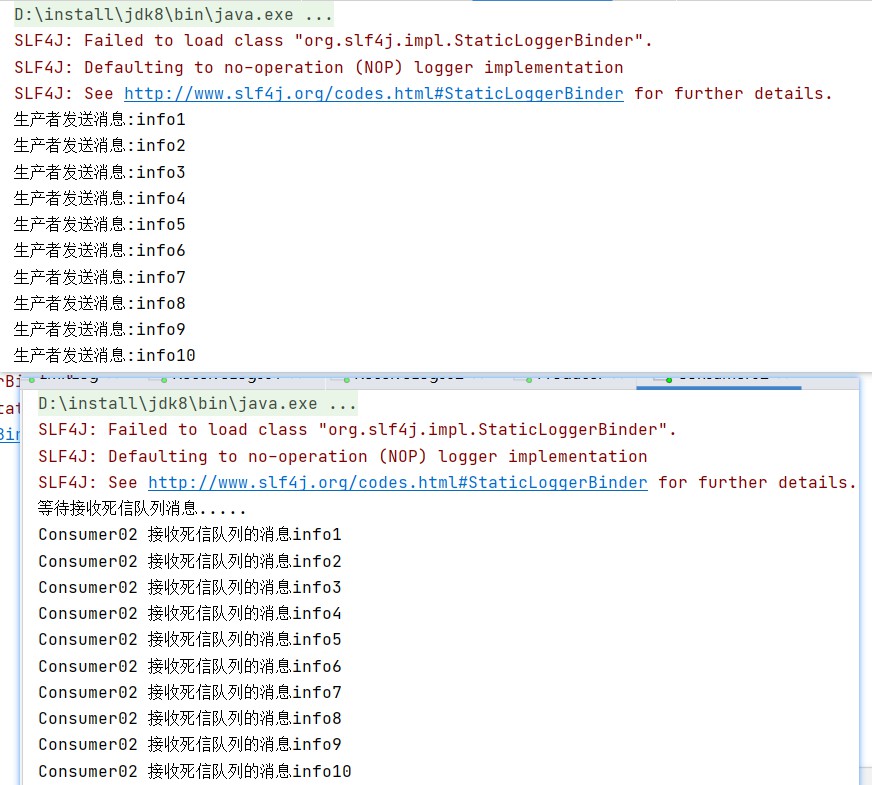 D:\install\jdk8\bin\java.exe ...
SLF4J: Failed to load class "org.slf4j.impl.StaticLoggerBinder".
SLF4J: Defaulting to no-operation (NOP) logger implementation
SLF4J: See http://www.slf4j.org/codes.html#StaticLoggerBinder for further details.
生产者发送消息:info1
生产者发送消息:info2
生产者发送消息:info3
生产者发送消息:info4
生产者发送消息:info5
生产者发送消息:info6
生产者发送消息:info7
生产者发送消息:info8
生产者发送消息:info9
生产者发送消息:info10
D:\install\jdk8\bin\java.exe ...
SLF4J: Failed to load class "org.slf4j.impl.StaticLoggerBinder".
SLF4J: Defaulting to no-operation (NOP) logger implementation
SLF4J: See http://www.slf4j.org/codes.html#StaticLoggerBinder for further details.
等待接收死信队列消息.....
Consumer02 接收死信队列的消息info1
Consumer02 接收死信队列的消息info2
Consumer02 接收死信队列的消息info3
Consumer02 接收死信队列的消息info4
Consumer02 接收死信队列的消息info5
Consumer02 接收死信队列的消息info6
Consumer02 接收死信队列的消息info7
Consumer02 接收死信队列的消息info8
Consumer02 接收死信队列的消息info9
Consumer02 接收死信队列的消息info10